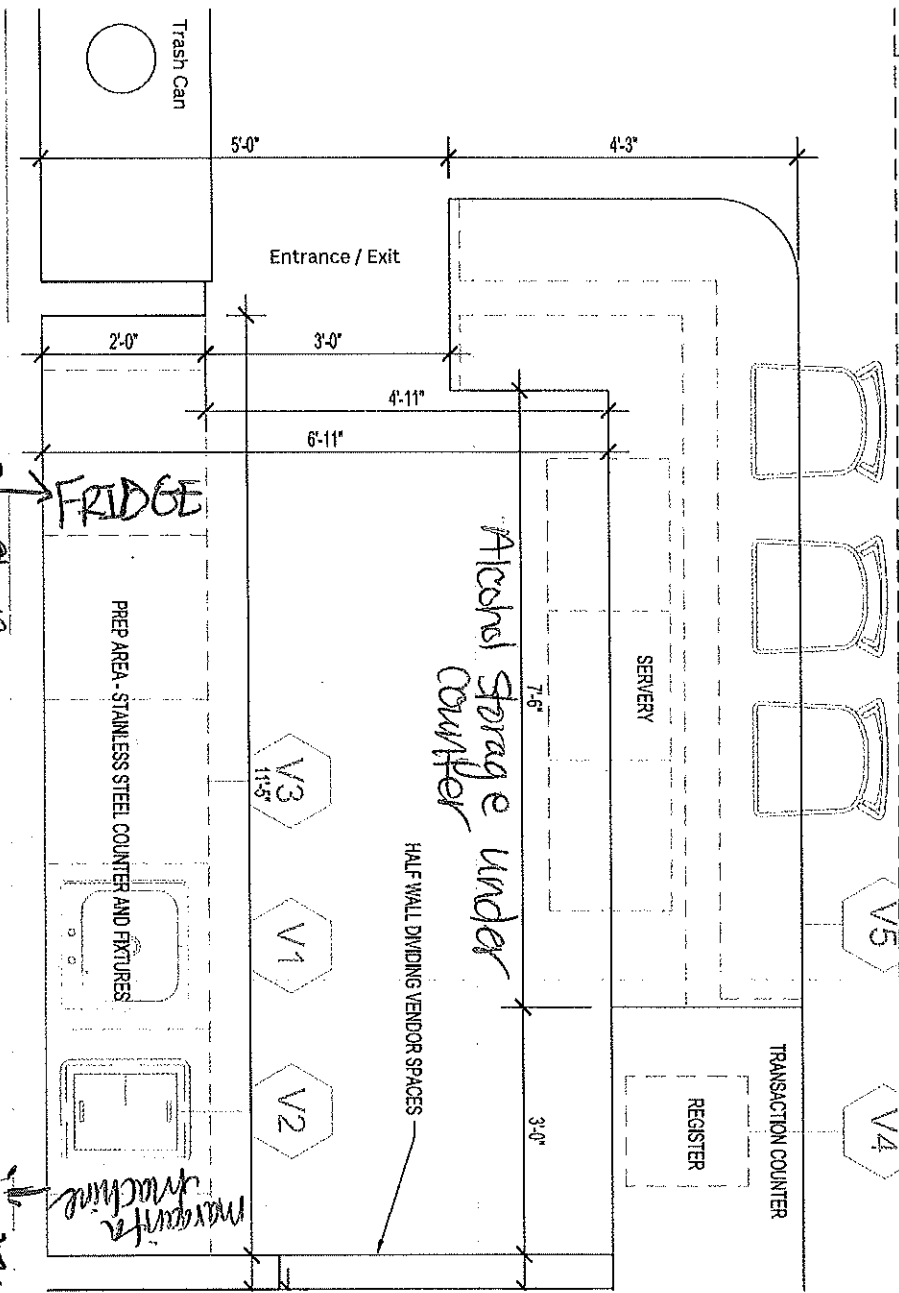 Trash Can
5'-0"
4'-3"
Entrance / Exit
2'-0"
3'-0"
4'-11"
6'-11"
FRIDGE
Alcohol Storage under
Counter
7'-6"
SERVERY
PREP AREA - STAINLESS STEEL COUNTER AND FIXTURES
V3
11'-5"
V1
V2
V5
V4
HALF WALL DIVIDING VENDOR SPACES
3'-0"
TRANSACTION COUNTER
REGISTER
margarita
machine